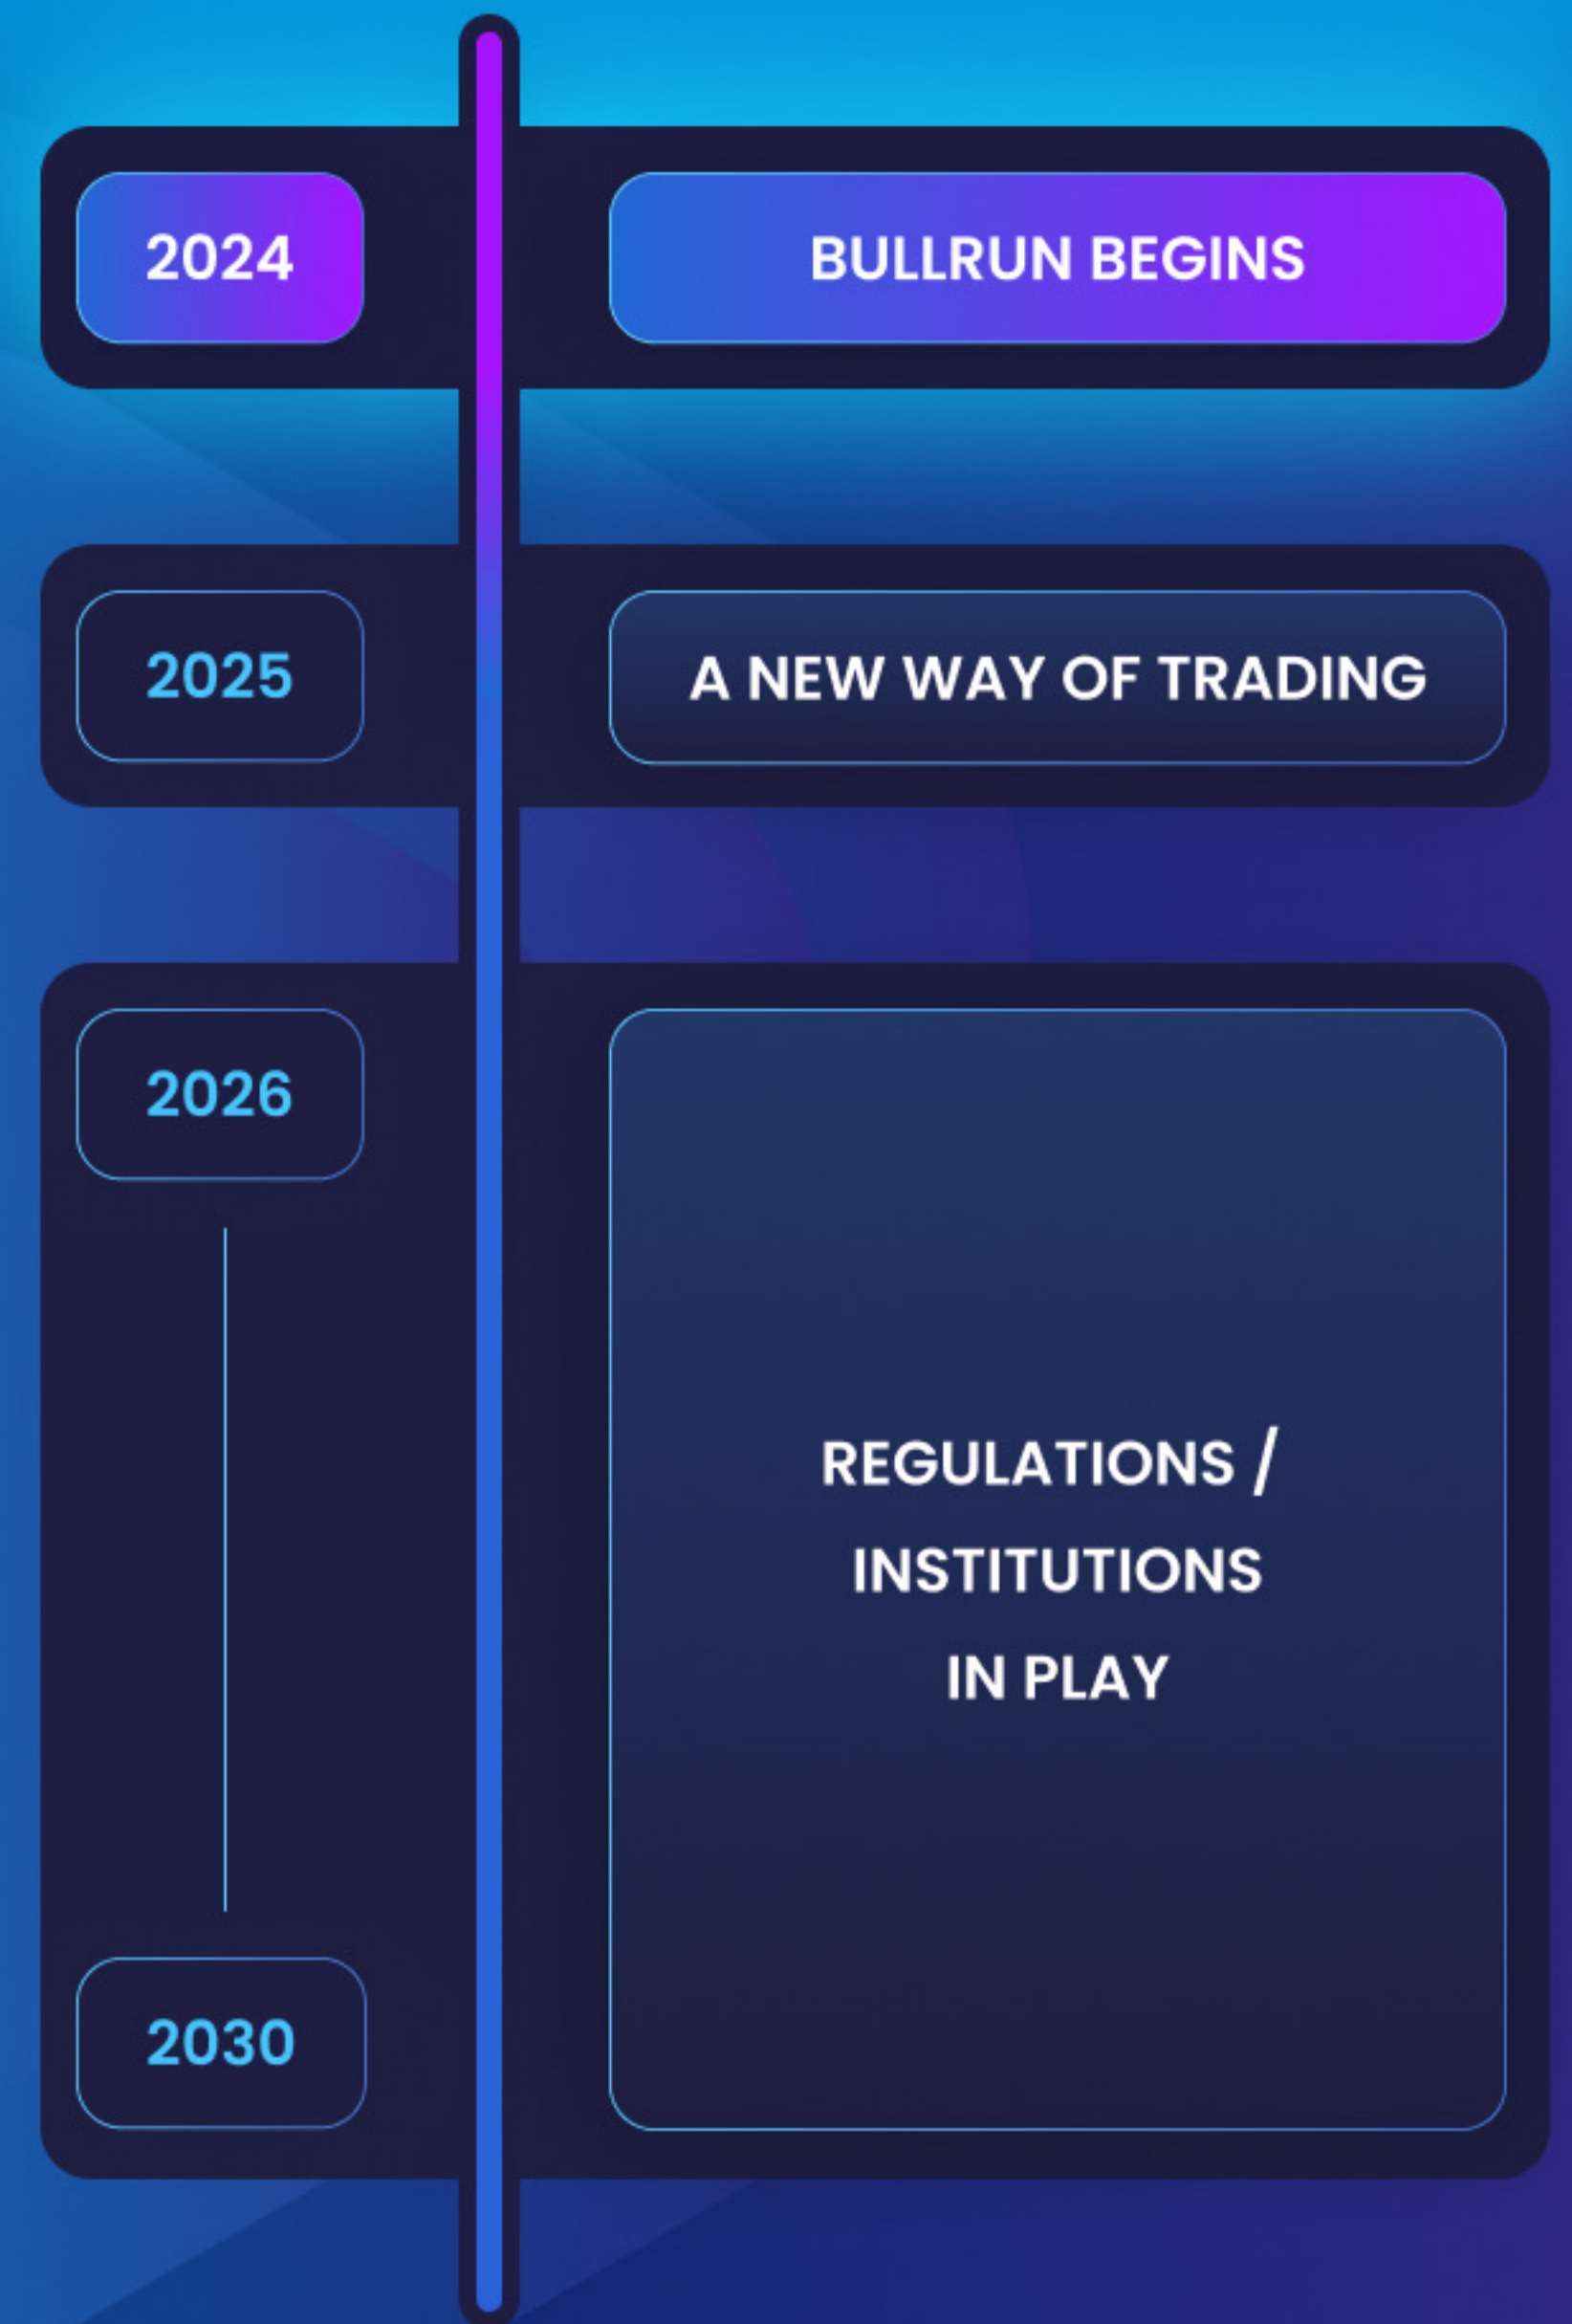 2024
BULLRUN BEGINS
2025
A NEW WAY OF TRADING
2026
REGULATIONS /
INSTITUTIONS
IN PLAY
2030